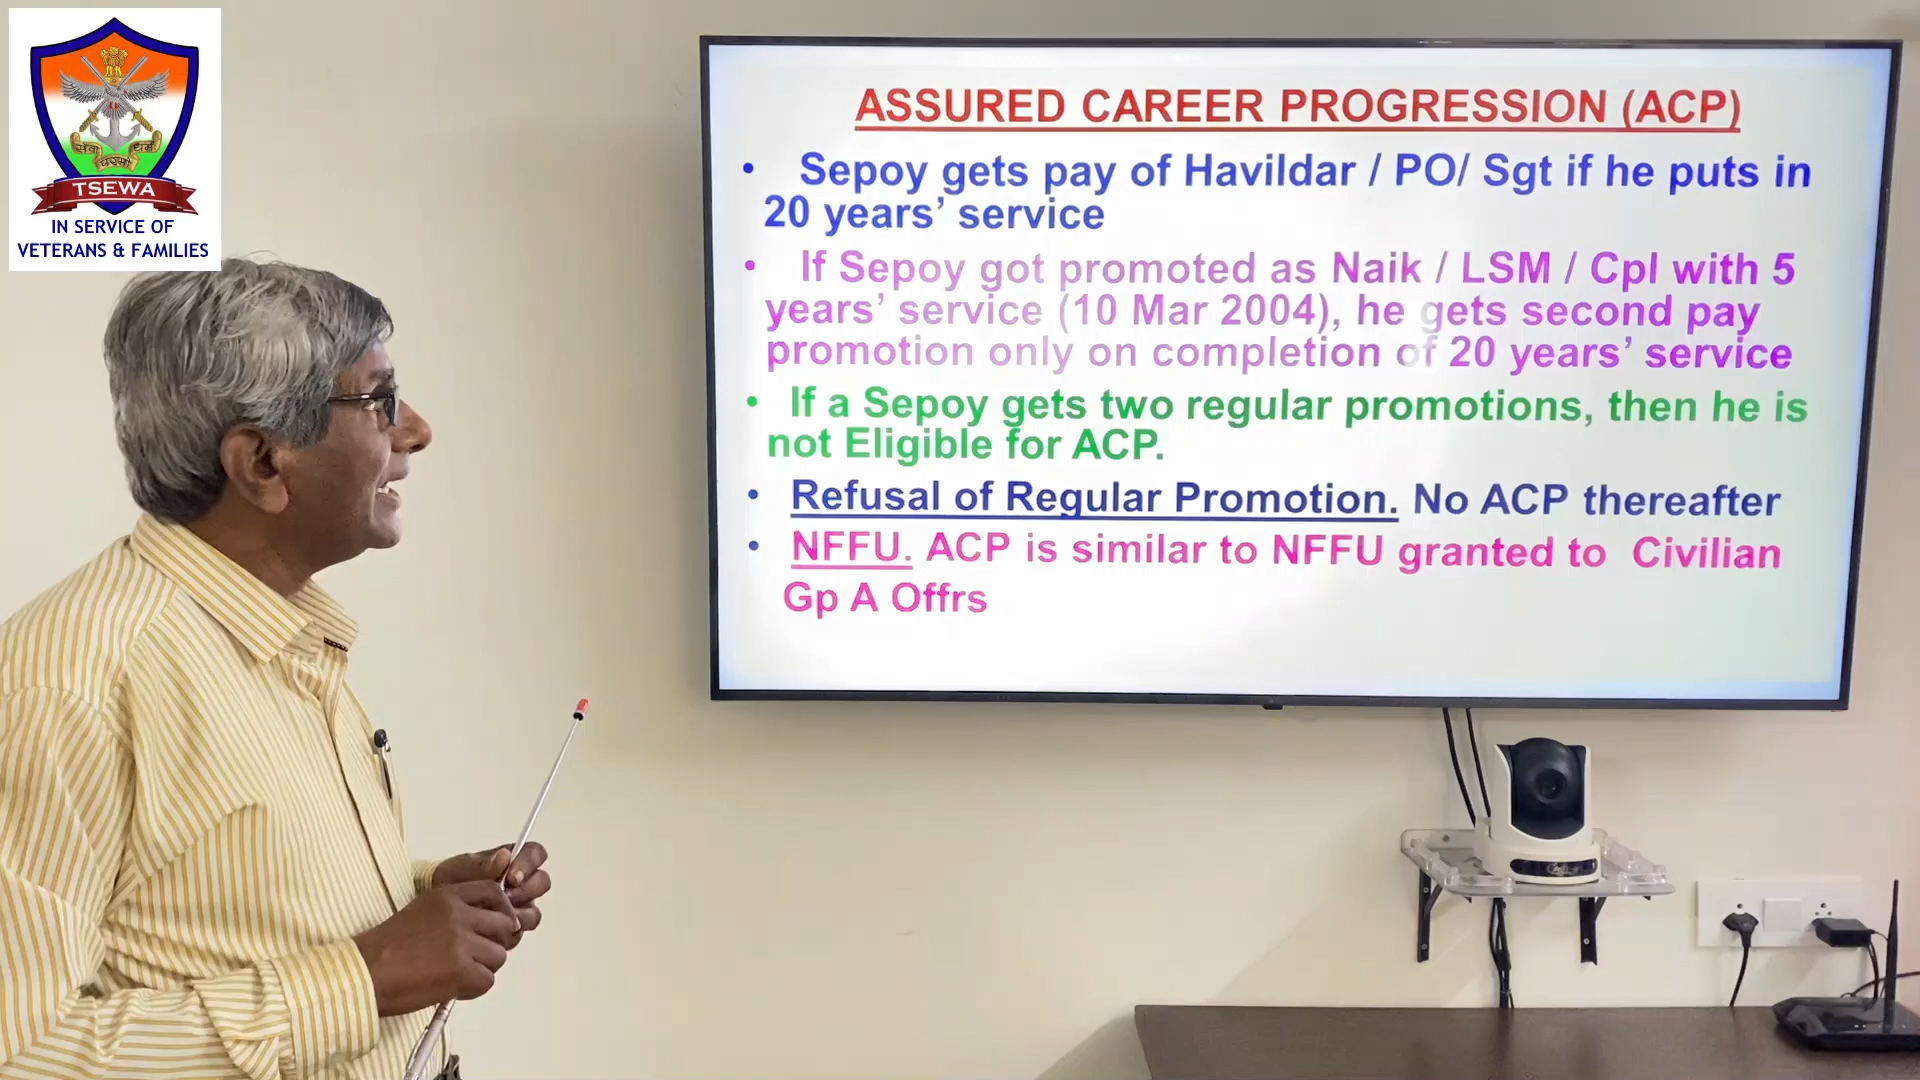 सेवा
परमो
धर्मः
TSEWA
IN SERVICE OF
VETERANS & FAMILIES
ASSURED CAREER PROGRESSION (ACP)
• Sepoy gets pay of Havildar / PO/ Sgt if he puts in
20 years’ service
• If Sepoy got promoted as Naik / LSM / Cpl with 5
years’ service (10 Mar 2004), he gets second pay
promotion only on completion of 20 years’ service
• If a Sepoy gets two regular promotions, then he is
not Eligible for ACP.
• Refusal of Regular Promotion. No ACP thereafter
• NFFU. ACP is similar to NFFU granted to Civilian
Gp A Offrs